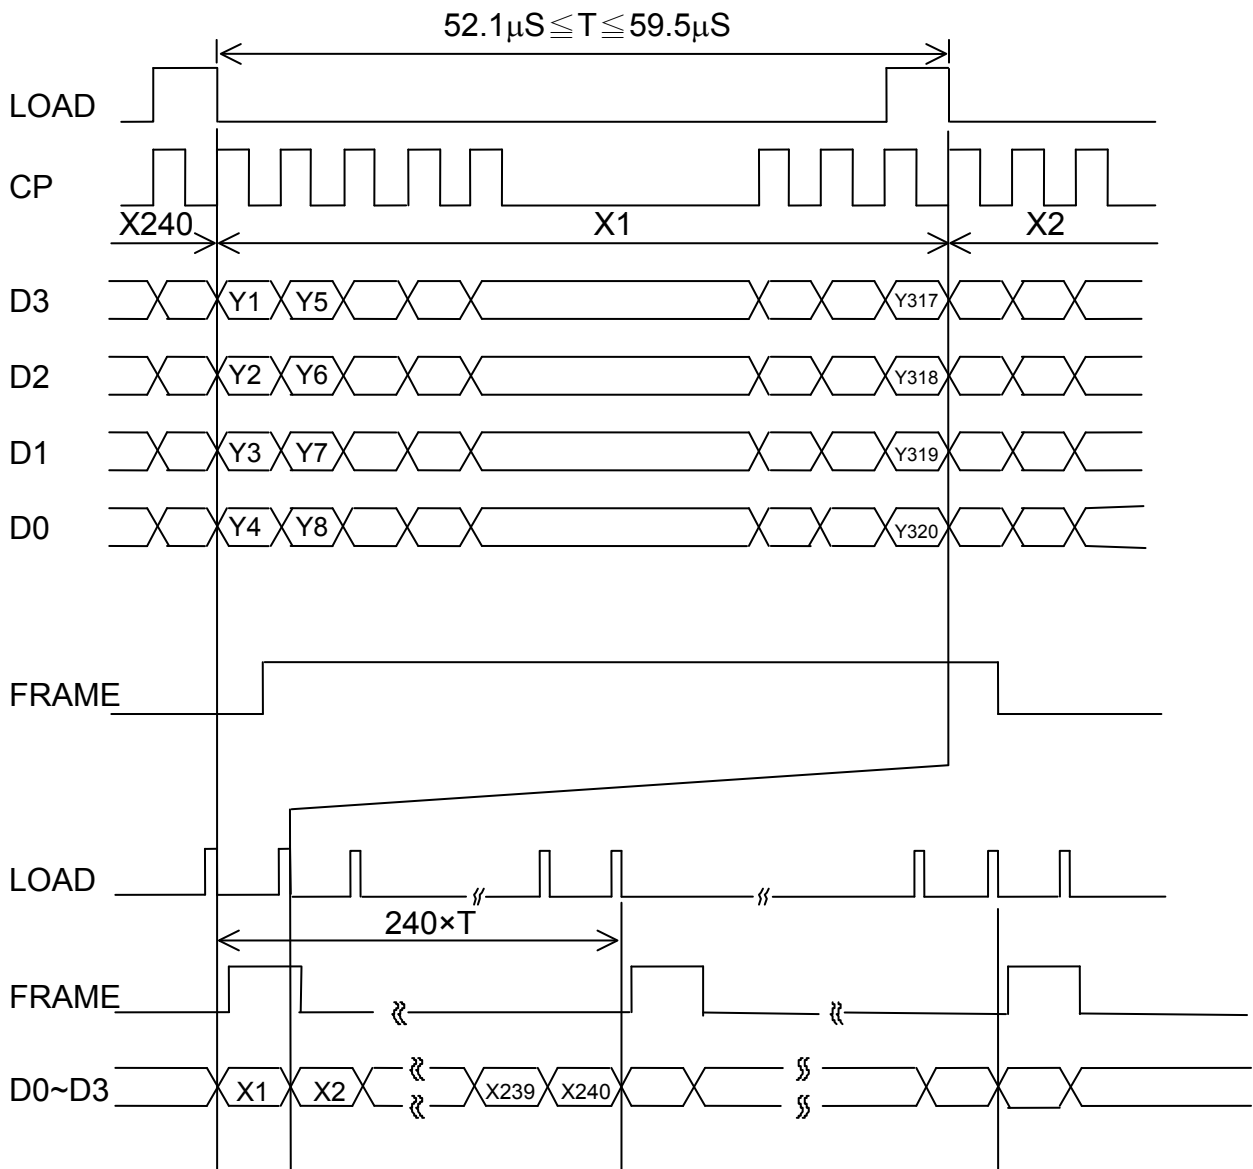 52.1μS≦T≦59.5μS
LOAD
CP
X240 X1 X2
D3 Y1 Y5 Y317
D2 Y2 Y6 Y318
D1 Y3 Y7 Y319
D0 Y4 Y8 Y320
FRAME
LOAD
240×T
FRAME
D0~D3 X1 X2 X239 X240